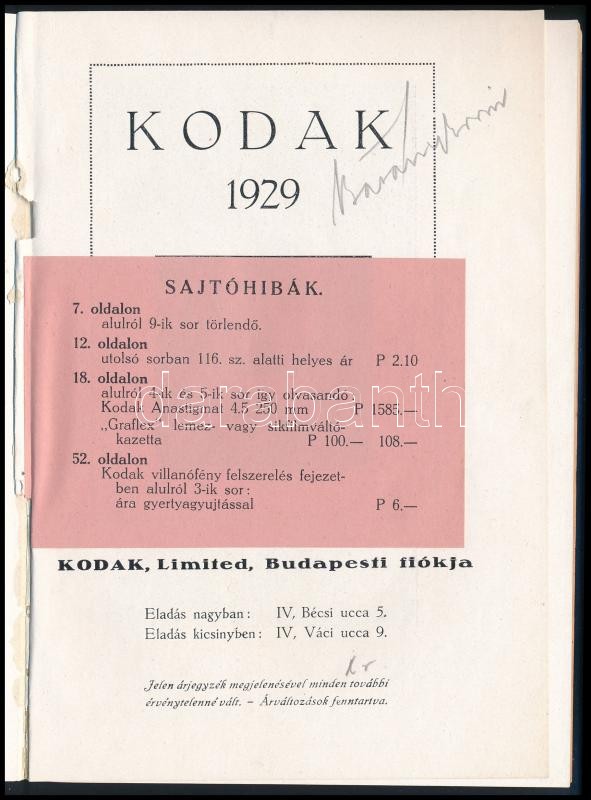 KODAK
1929
SAJTÓHIBÁK.
7. oldalon
alulról 9-ik sor törlendő.
12. oldalon
utolsó sorban 116. sz. alatti helyes ár P 2.10
18. oldalon
alulról 4-ik és 5-ik sor igy olvasandó:
Kodak Anastigmat 4.5 250 mm P 1585.—
„Graflex" lemez- vagy sikfilmváltó-
kazetta P 100.— 108.—
52. oldalon
Kodak villanófény felszerelés fejezet-
ben alulról 3-ik sor:
ára gyertyagyujtással P 6.—
darabanth
KODAK, Limited, Budapesti fiókja
Eladás nagyban: IV, Bécsi ucca 5.
Eladás kicsinyben: IV, Váci ucca 9.
Jelen árjegyzék megjelenésével minden további
érvénytelenné vált. – Árváltozások fenntartva.